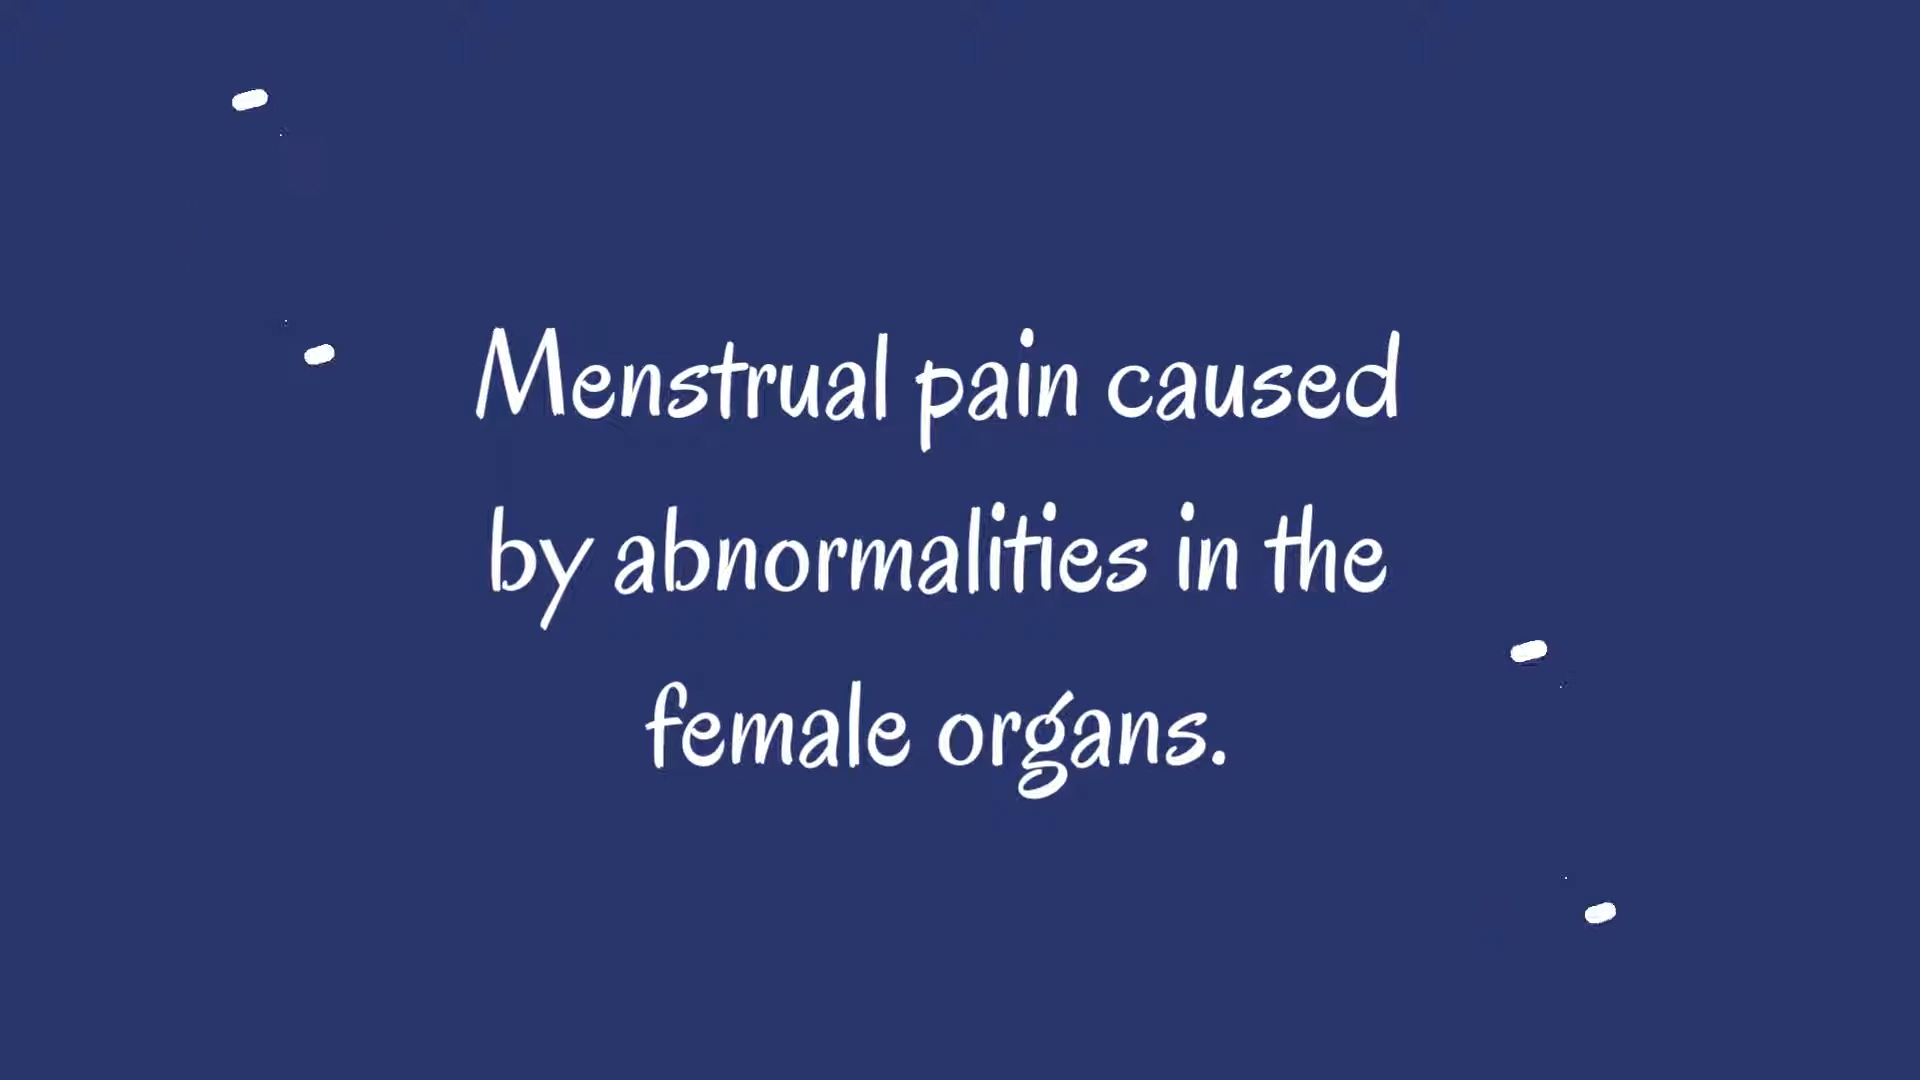 Menstrual pain caused
by abnormalities in the
female organs.